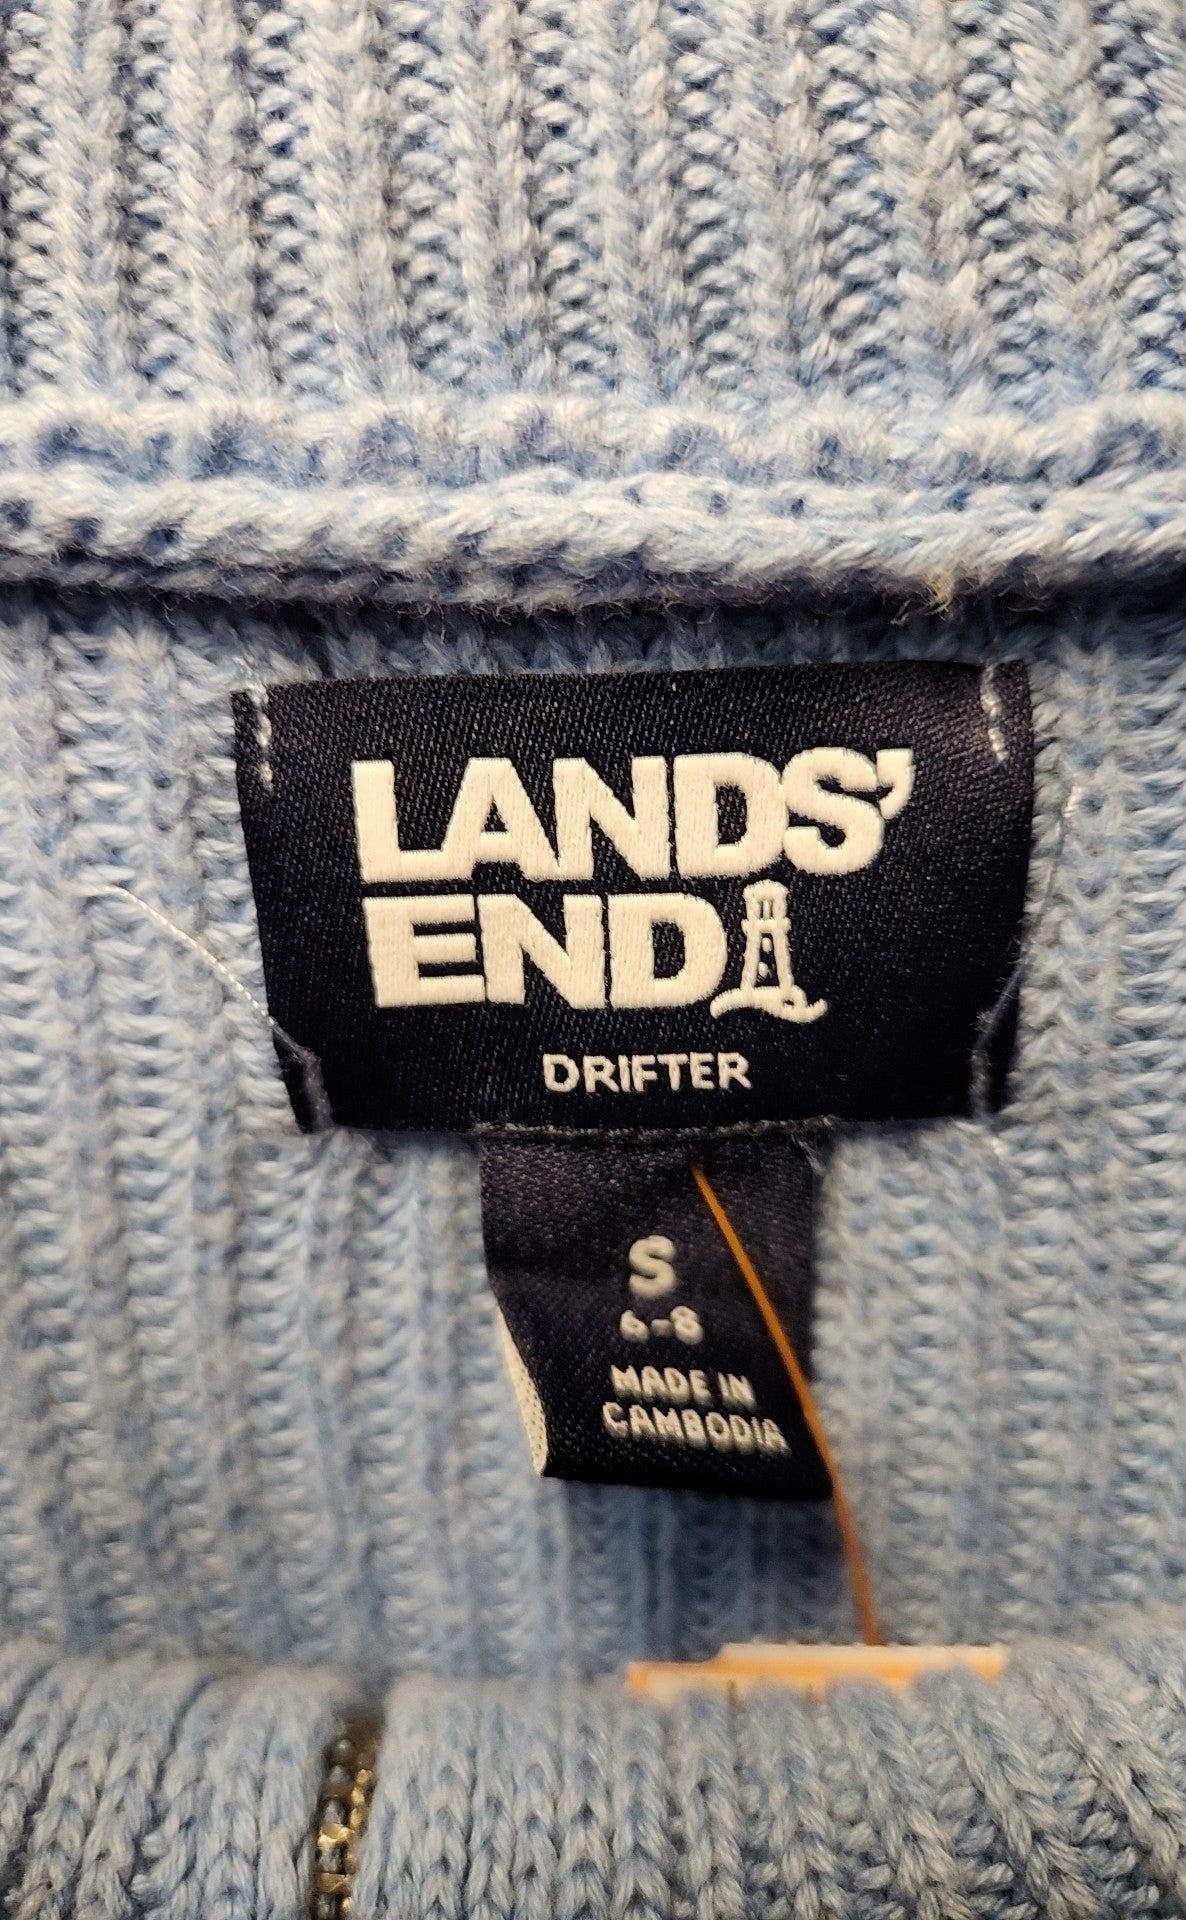 LANDS'
END
DRIFTER
S
6-8
MADE IN
CAMBODIA